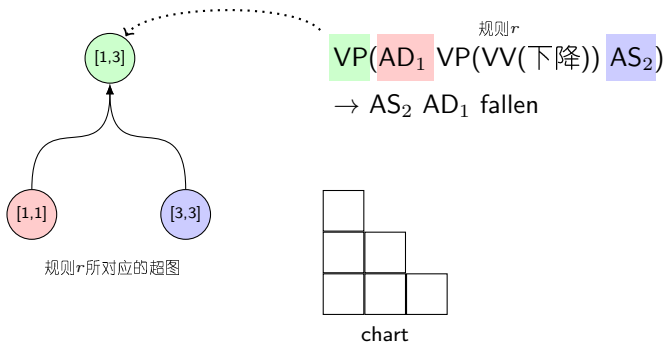 规则r
[1,3]
VP(AD₁ VP(VV(下降)) AS₂)
→ AS₂ AD₁ fallen
[1,1]
[3,3]
规则r所对应的超图
chart